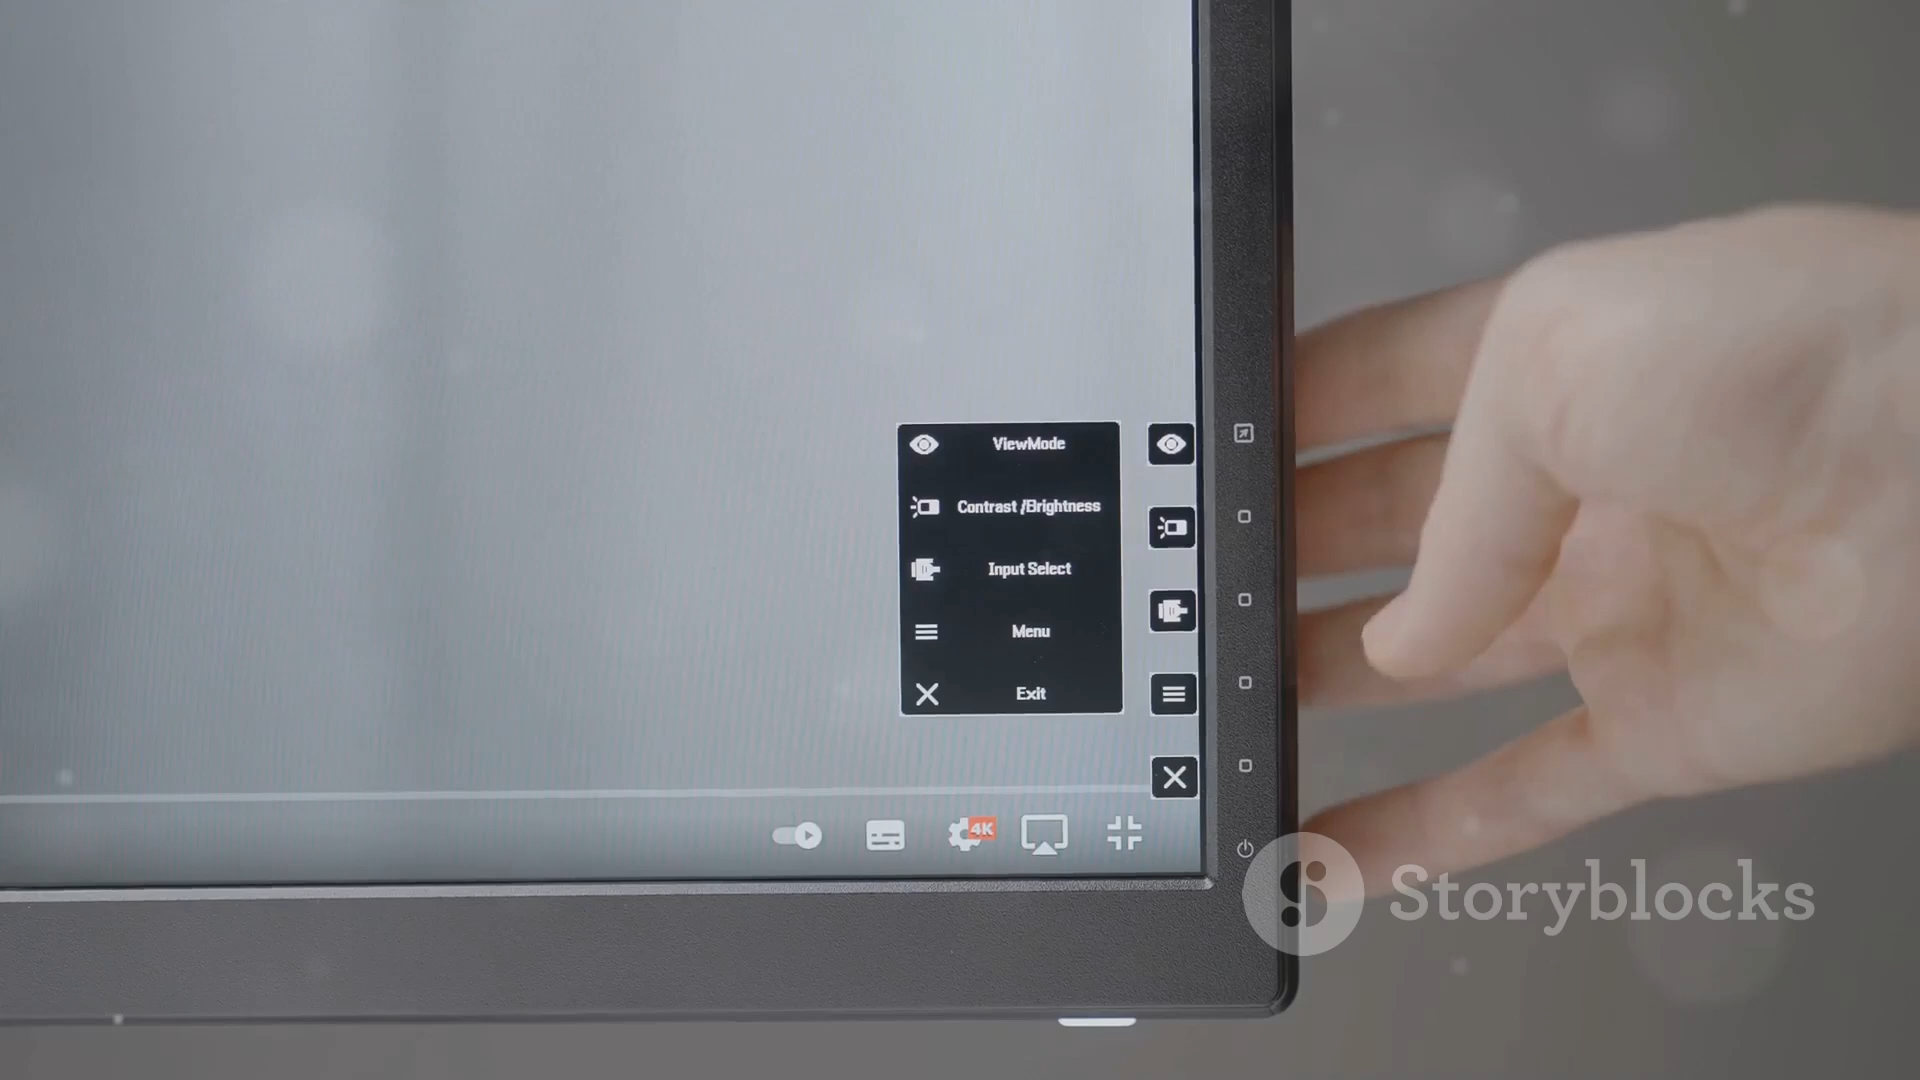 ViewMode
Contrast /Brightness
Input Select
Menu
Exit
4K
Storyblocks